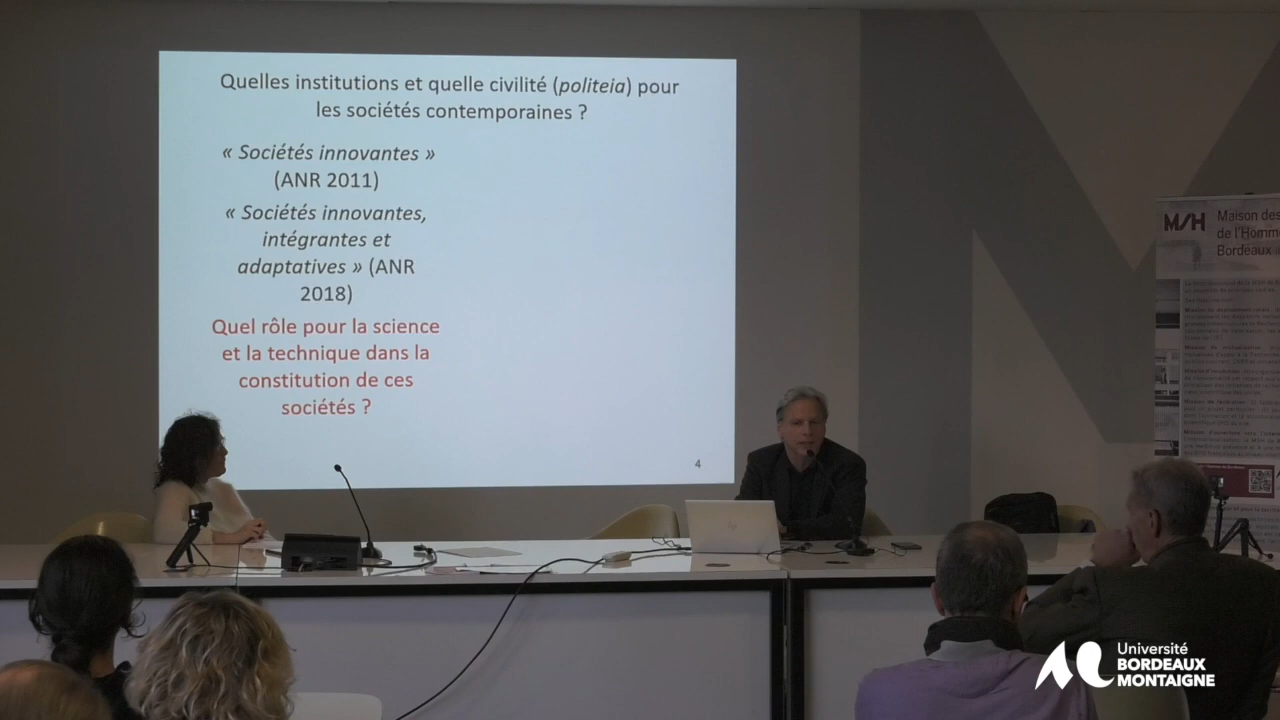 Quelles institutions et quelle civilité (politeia) pour
les sociétés contemporaines ?
« Sociétés innovantes »
(ANR 2011)
« Sociétés innovantes,
intégrantes et
adaptatives » (ANR
2018)
Quel rôle pour la science
et la technique dans la
constitution de ces
sociétés ?
4
MSH
Maison des
de l'Homme
Bordeaux
hp
Université
BORDEAUX
MONTAIGNE